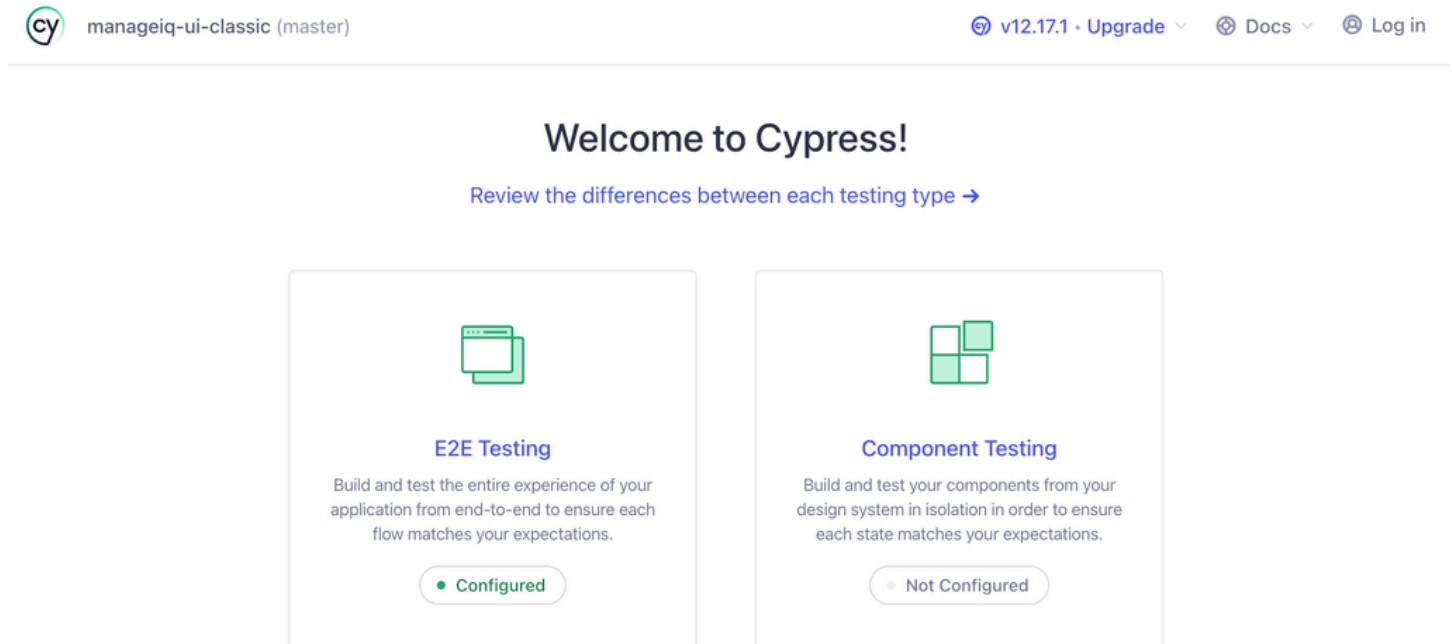 cy manageiq-ui-classic (master) cy v12.17.1 • Upgrade Docs Log in
Welcome to Cypress!
Review the differences between each testing type →
E2E Testing
Build and test the entire experience of your
application from end-to-end to ensure each
flow matches your expectations.
Configured
Component Testing
Build and test your components from your
design system in isolation in order to ensure
each state matches your expectations.
Not Configured